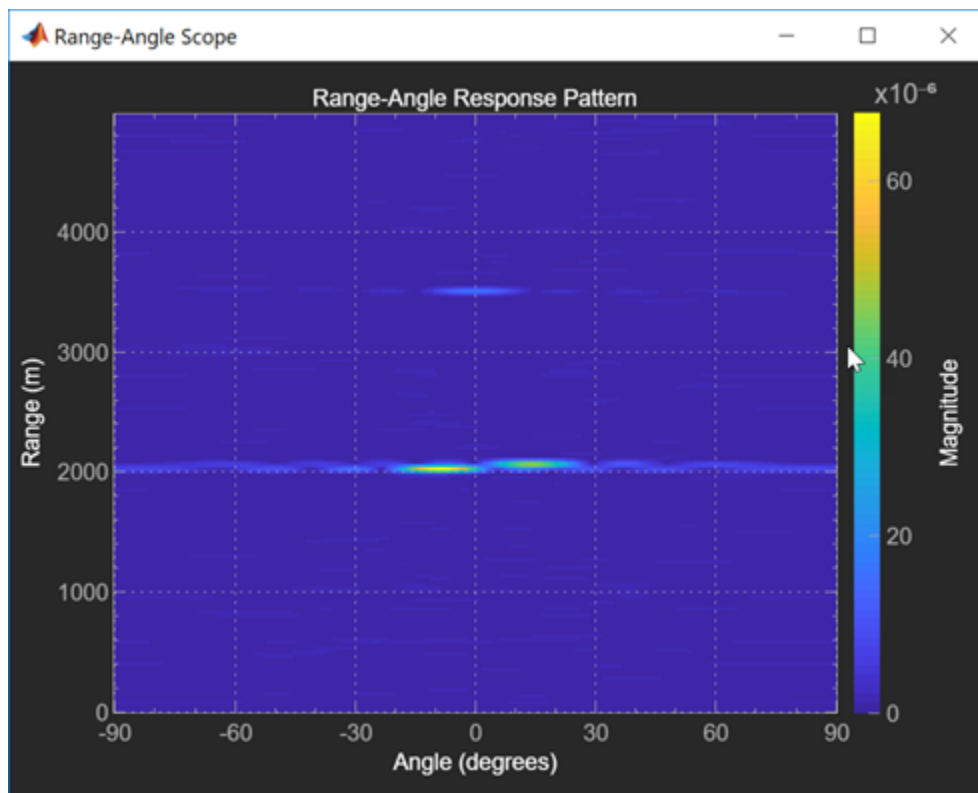 Range-Angle Scope
Range-Angle Response Pattern
x10⁻⁶
60
40
20
0
Magnitude
4000
3000
2000
1000
0
Range (m)
-90
-60
-30
0
30
60
90
Angle (degrees)